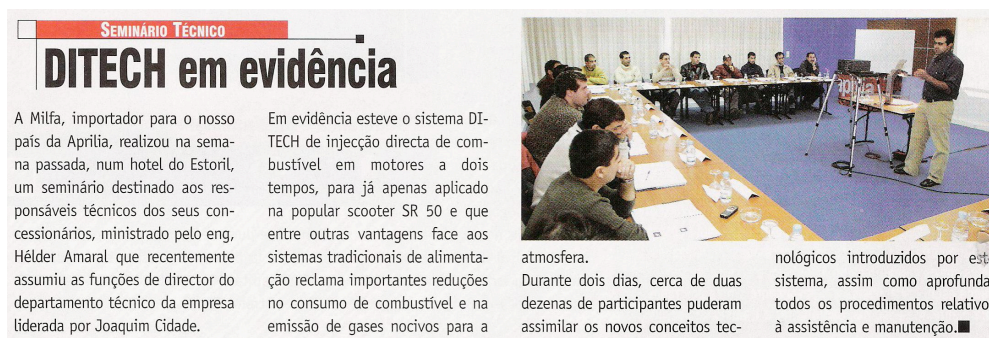 SEMINÁRIO TÉCNICO
DITECH em evidência
A Milfa, importador para o nosso
país da Aprilia, realizou na sema-
na passada, num hotel do Estoril,
um seminário destinado aos res-
ponsáveis técnicos dos seus con-
cessionários, ministrado pelo eng,
Hélder Amaral que recentemente
assumiu as funções de director do
departamento técnico da empresa
liderada por Joaquim Cidade.
Em evidência esteve o sistema DI-
TECH de injecção directa de com-
bustível em motores a dois
tempos, para já apenas aplicado
na popular scooter SR 50 e que
entre outras vantagens face aos
sistemas tradicionais de alimenta-
ção reclama importantes reduções
no consumo de combustível e na
emissão de gases nocivos para a
atmosfera.
Durante dois dias, cerca de duas
dezenas de participantes puderam
assimilar os novos conceitos tec-
nológicos introduzidos por est
sistema, assim como aprofunda
todos os procedimentos relativo
à assistência e manutenção.